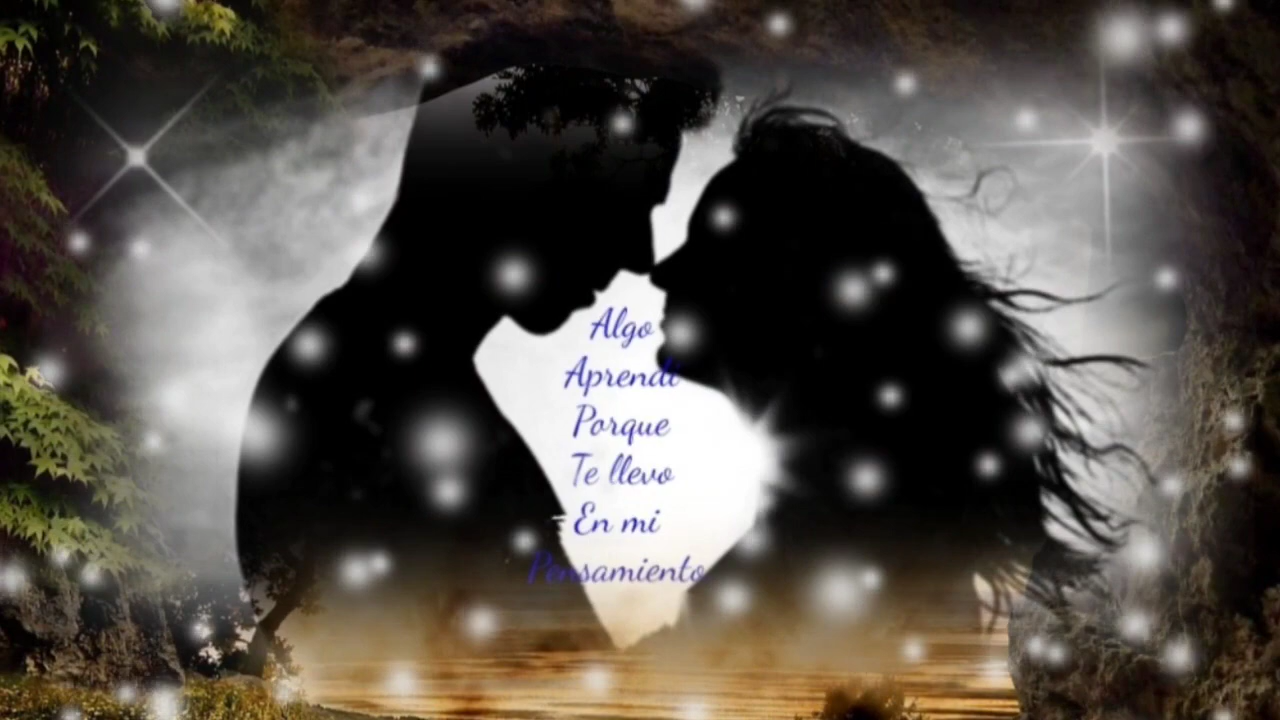 Algo
Aprendi
Porque
Te llevo
En mi
Pensamiento